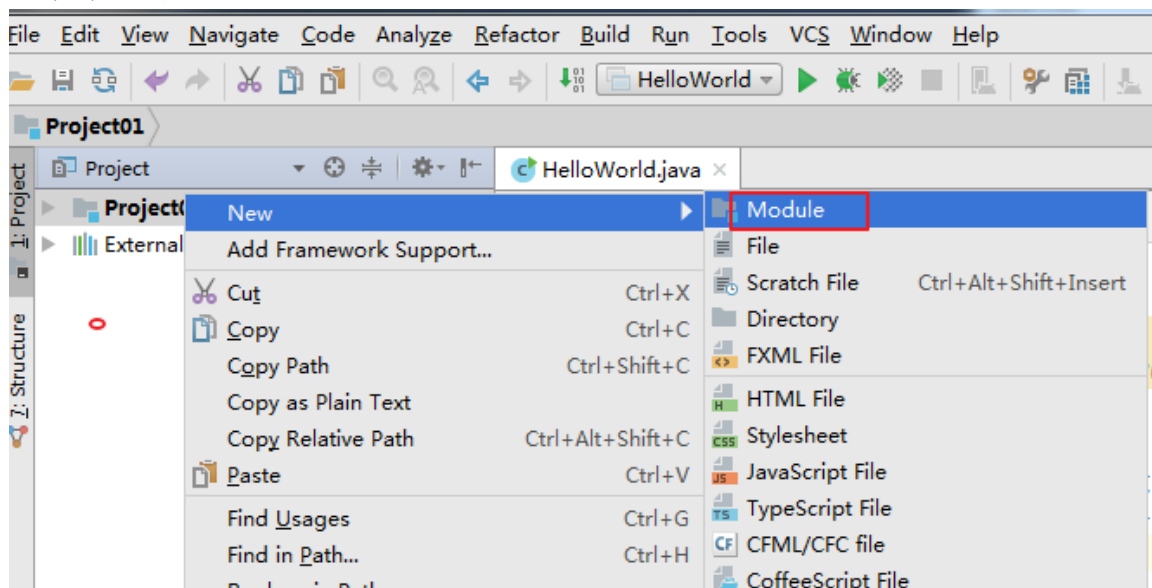 File Edit View Navigate Code Analyze Refactor Build Run Tools VCS Window Help
HelloWorld
Project01
Project HelloWorld.java
1: Project
New
External
Add Framework Support...
Cut Ctrl+X
Copy Ctrl+C
Copy Path Ctrl+Shift+C
Copy as Plain Text
Copy Relative Path Ctrl+Alt+Shift+C
Paste Ctrl+V
Find Usages Ctrl+G
Find in Path... Ctrl+H
Module
File
Scratch File Ctrl+Alt+Shift+Insert
Directory
FXML File
HTML File
Stylesheet
JavaScript File
TypeScript File
CFML/CFC file
CoffeeScript File
7: Structure